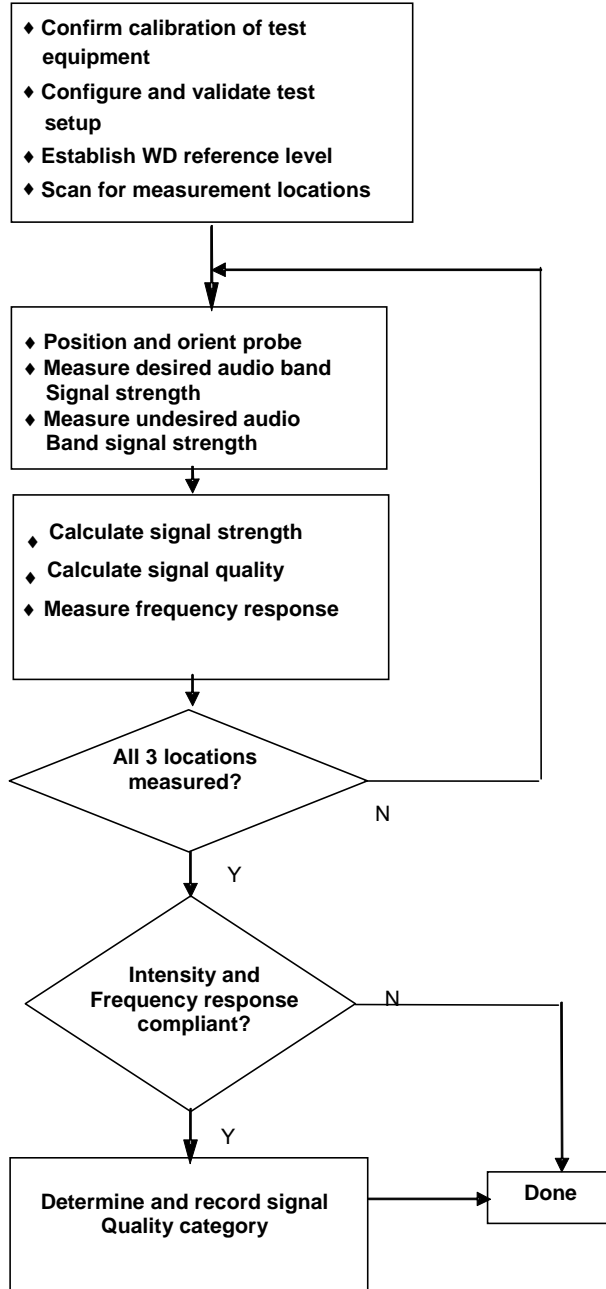 ♦ Confirm calibration of test
equipment
♦ Configure and validate test
setup
♦ Establish WD reference level
♦ Scan for measurement locations
♦ Position and orient probe
♦ Measure desired audio band
Signal strength
♦ Measure undesired audio
Band signal strength
♦ Calculate signal strength
♦ Calculate signal quality
♦ Measure frequency response
All 3 locations
measured?
N
Y
Intensity and
Frequency response
compliant?
N
Y
Determine and record signal
Quality category
Done